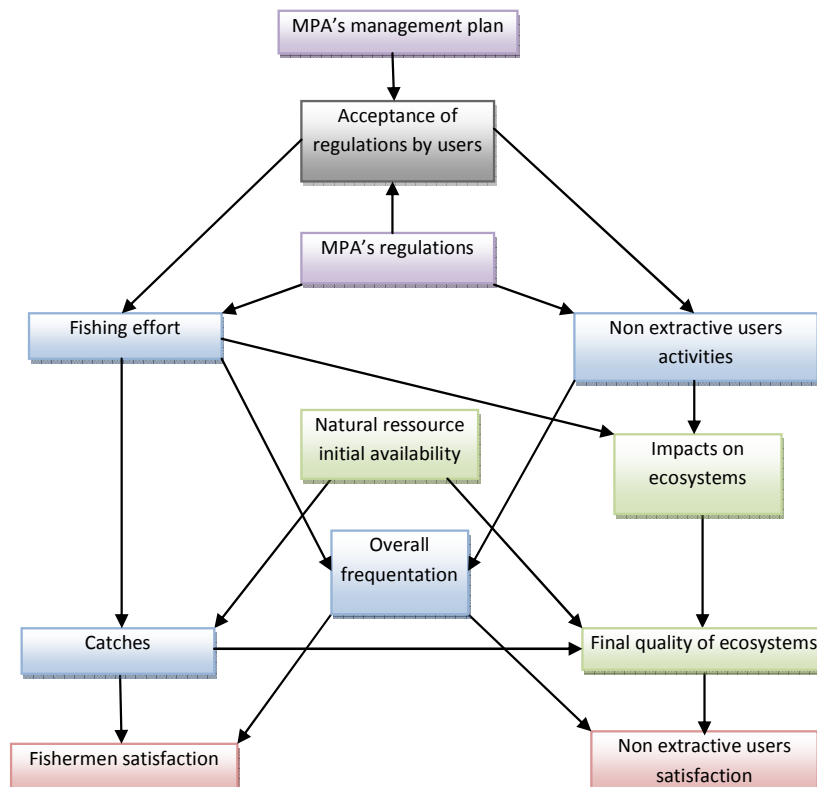 MPA's management plan
Acceptance of
regulations by users
MPA's regulations
Fishing effort
Non extractive users
activities
Natural ressource
initial availability
Impacts on
ecosystems
Overall
frequentation
Catches
Final quality of ecosystems
Fishermen satisfaction
Non extractive users
satisfaction